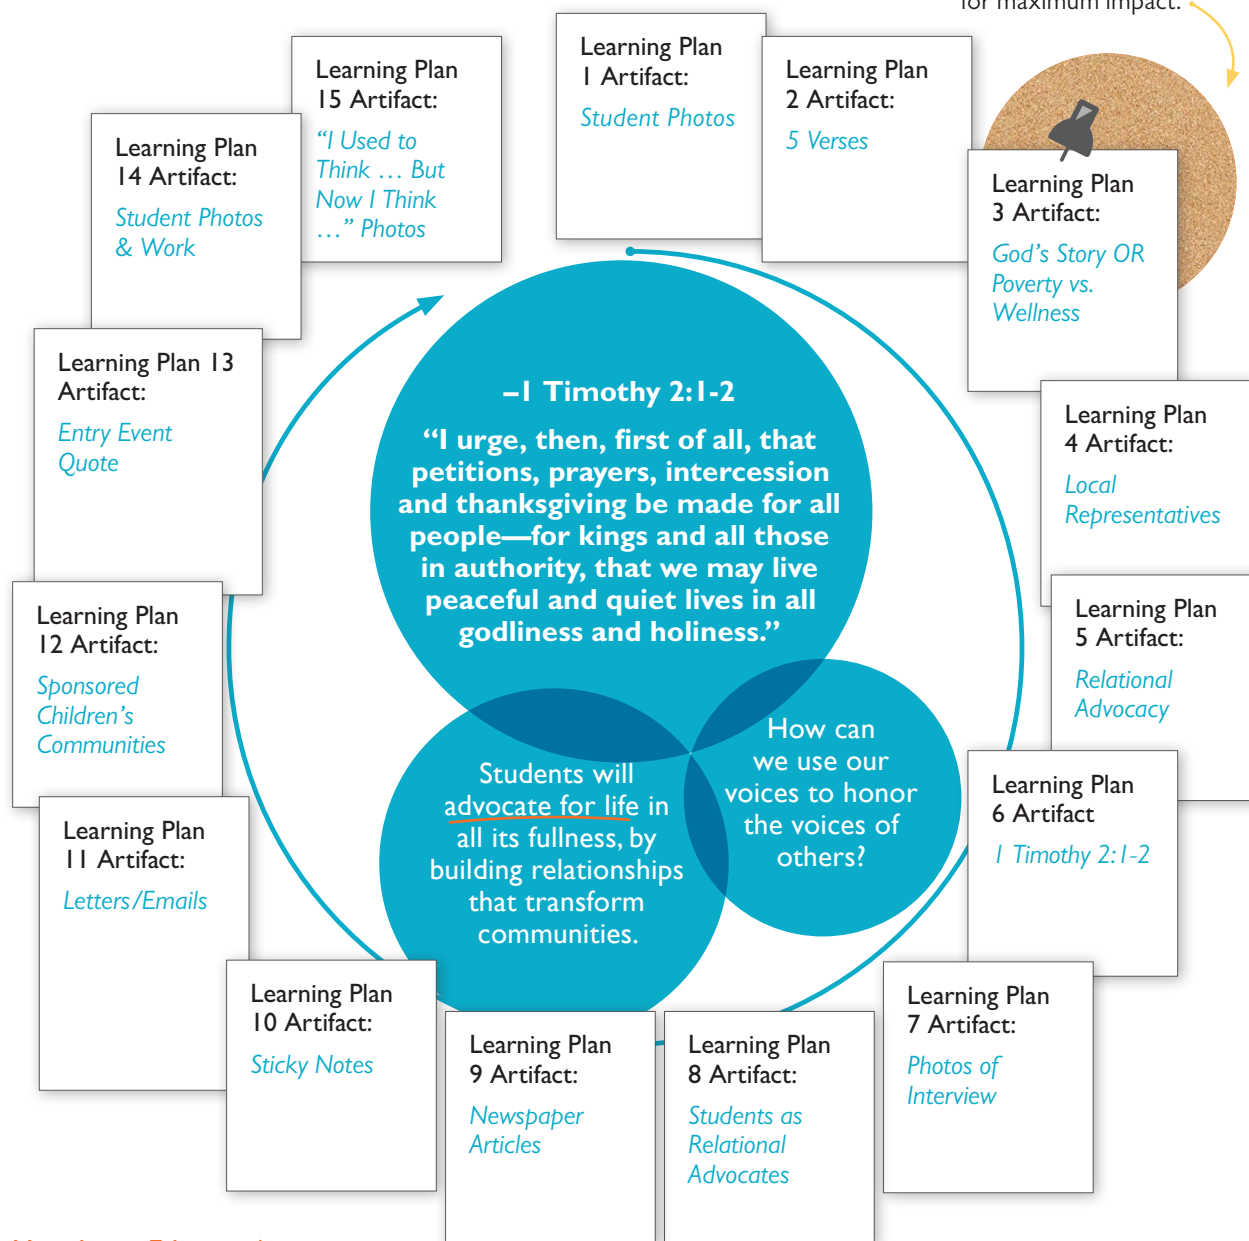 for maximum impact.
Learning Plan
1 Artifact:
Student Photos
Learning Plan
2 Artifact:
5 Verses
Learning Plan
3 Artifact:
God's Story OR
Poverty vs.
Wellness
Learning Plan
4 Artifact:
Local
Representatives
Learning Plan
5 Artifact:
Relational
Advocacy
Learning Plan
6 Artifact
1 Timothy 2:1-2
Learning Plan
7 Artifact:
Photos of
Interview
Learning Plan
8 Artifact:
Students as
Relational
Advocates
Learning Plan
9 Artifact:
Newspaper
Articles
Learning Plan
10 Artifact:
Sticky Notes
Learning Plan
11 Artifact:
Letters/Emails
Learning Plan
12 Artifact:
Sponsored
Children's
Communities
Learning Plan 13
Artifact:
Entry Event
Quote
Learning Plan
14 Artifact:
Student Photos
& Work
Learning Plan
15 Artifact:
“I Used to
Think … But
Now I Think
…” Photos
–1 Timothy 2:1-2
“I urge, then, first of all, that
petitions, prayers, intercession
and thanksgiving be made for all
people—for kings and all those
in authority, that we may live
peaceful and quiet lives in all
godliness and holiness.”
Students will
advocate for life in
all its fullness, by
building relationships
that transform
communities.
How can
we use our
voices to honor
the voices of
others?